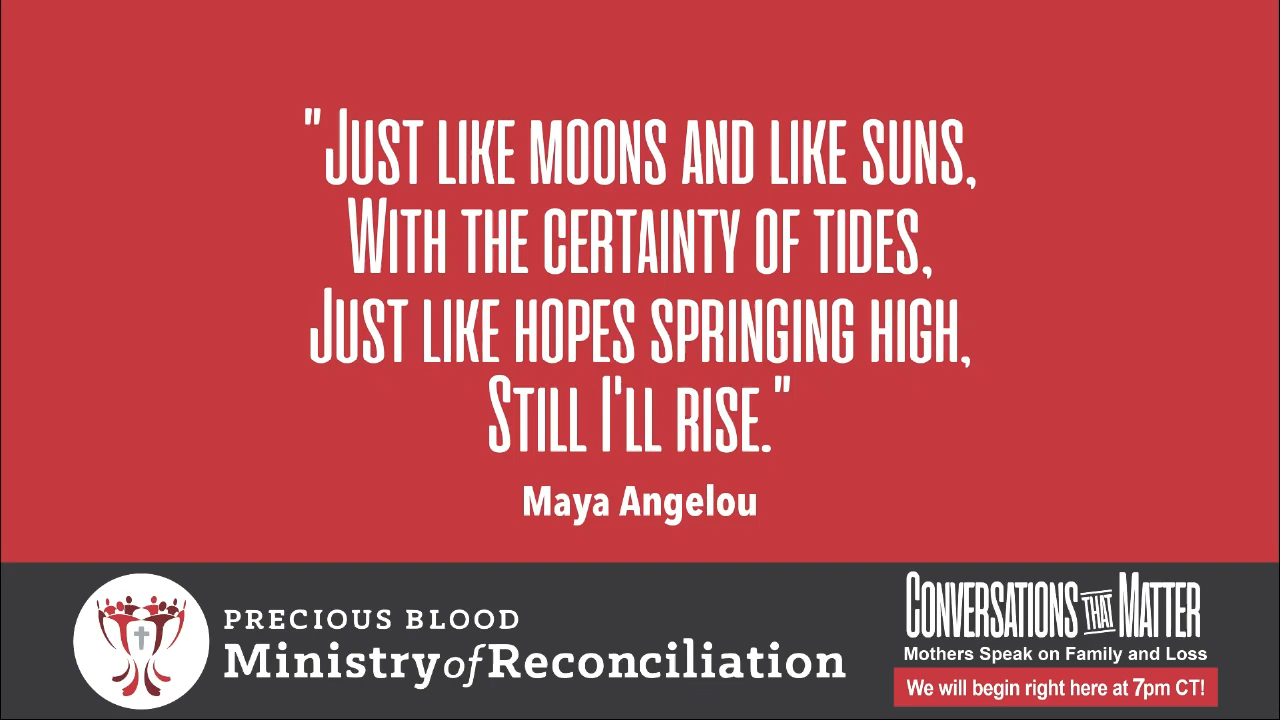 "Just like moons and like suns,
With the certainty of tides,
Just like hopes springing high,
Still I'll rise."
Maya Angelou
PRECIOUS BLOOD
Ministry of Reconciliation
CONVERSATIONS THAT MATTER
Mothers Speak on Family and Loss
We will begin right here at 7pm CT!